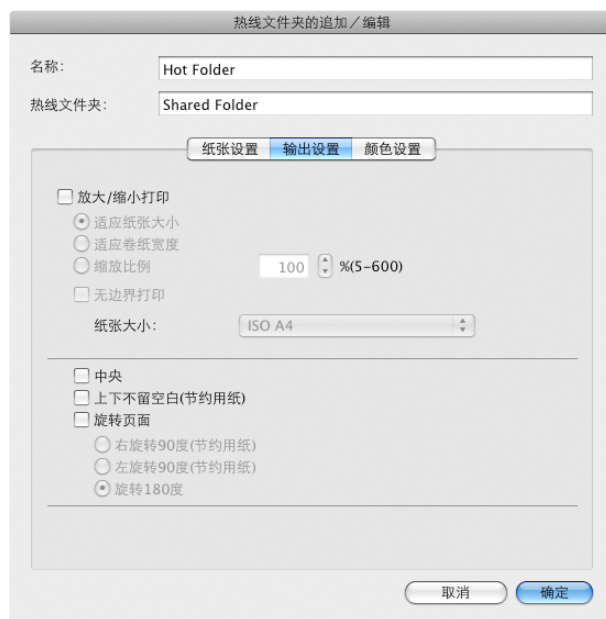 热线文件夹的追加/编辑
名称: Hot Folder
热线文件夹: Shared Folder
纸张设置 输出设置 颜色设置
放大/缩小打印
适应纸张大小
适应卷纸宽度
缩放比例 100 %(5-600)
无边界打印
纸张大小: ISO A4
中央
上下不留空白(节约用纸)
旋转页面
右旋转90度(节约用纸)
左旋转90度(节约用纸)
旋转180度
取消 确定